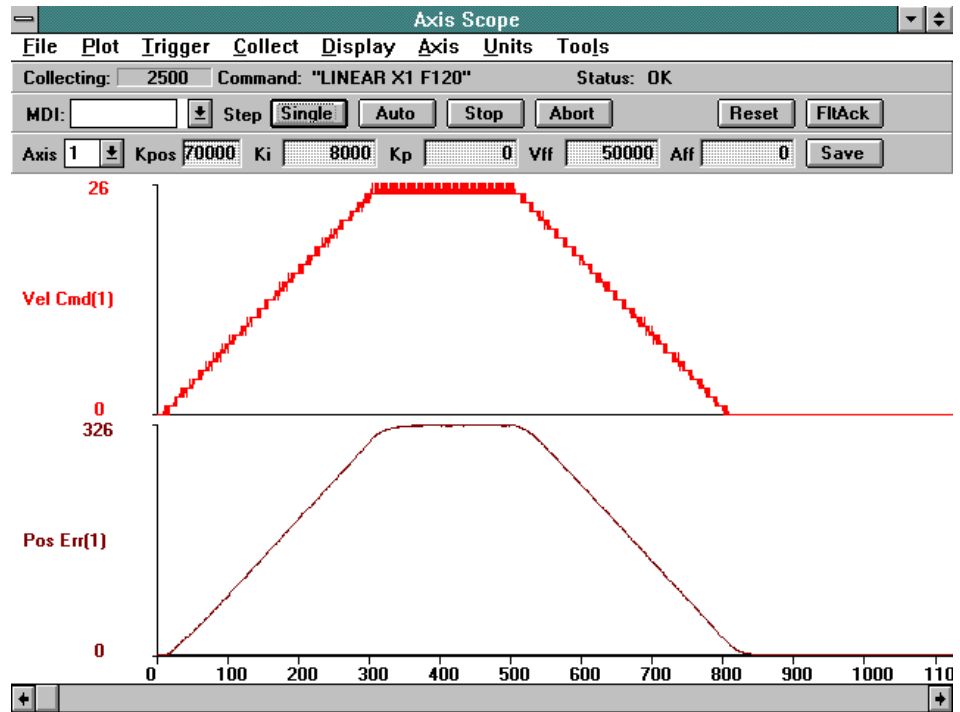 Axis Scope
File Plot Trigger Collect Display Axis Units Tools
Collecting: 2500 Command: "LINEAR X1 F120" Status: OK
MDI: Step Single Auto Stop Abort Reset FltAck
Axis 1 Kpos 70000 Ki 8000 Kp 0 Vff 50000 Aff 0 Save
26
Vel Cmd(1)
0
326
Pos Err(1)
0
0 100 200 300 400 500 600 700 800 900 1000 110